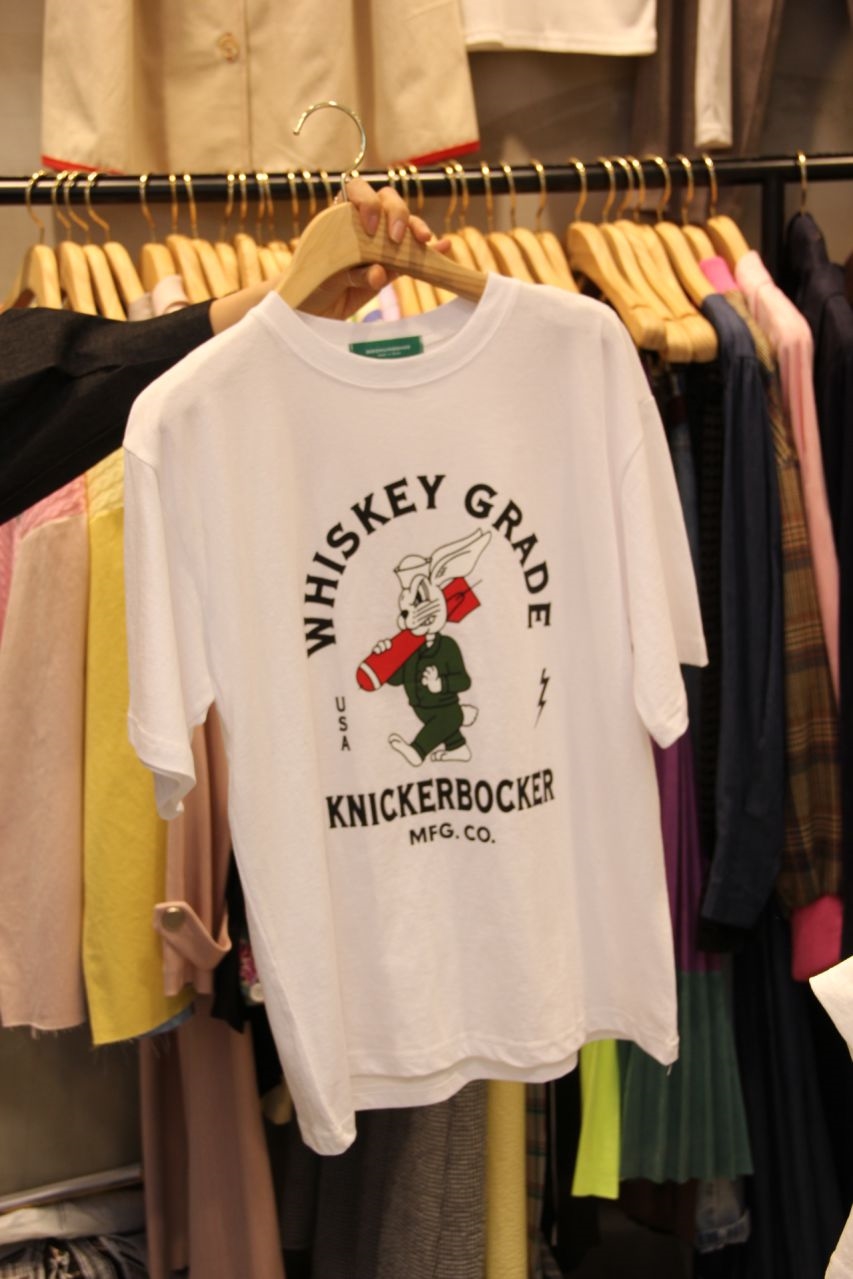 WHISKEY GRADE
USA
KNICKERBOCKER
MFG. CO.